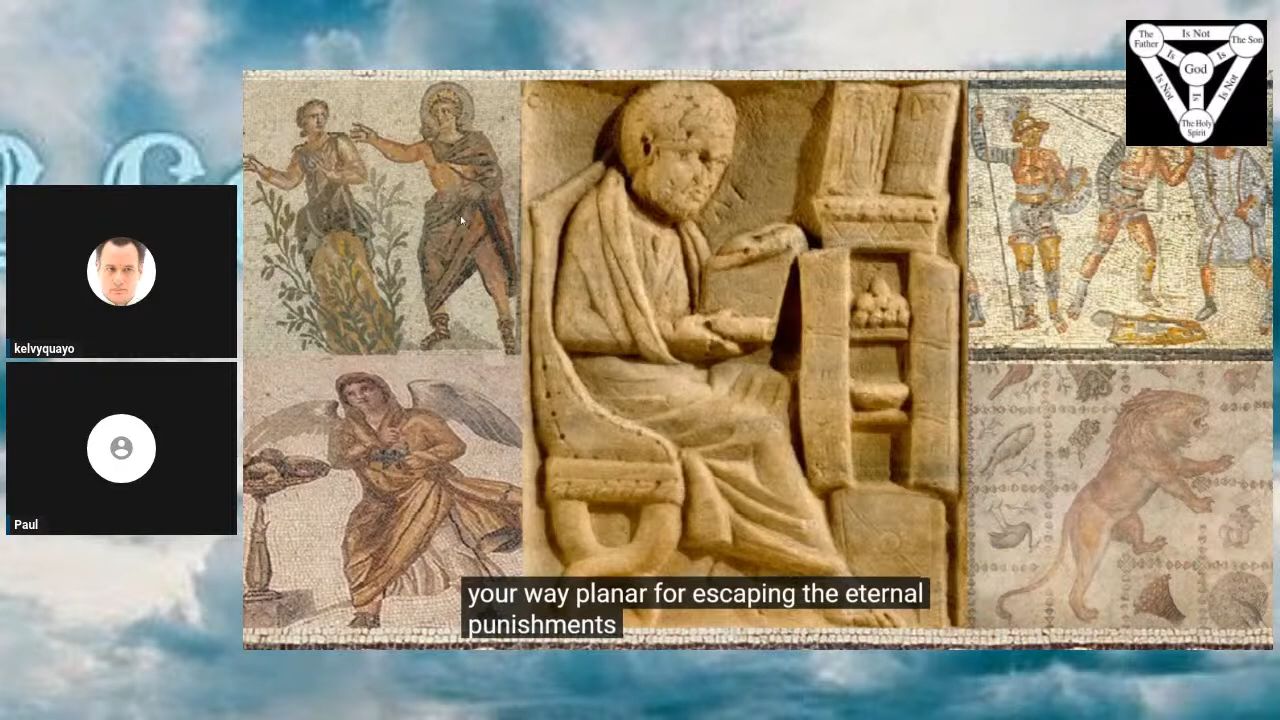 The
Father
Is Not
The Son
Is
Is
God
Is Not
Is
Is Not
The Holy
Spirit
kelvyquayo
Paul
your way planar for escaping the eternal
punishments